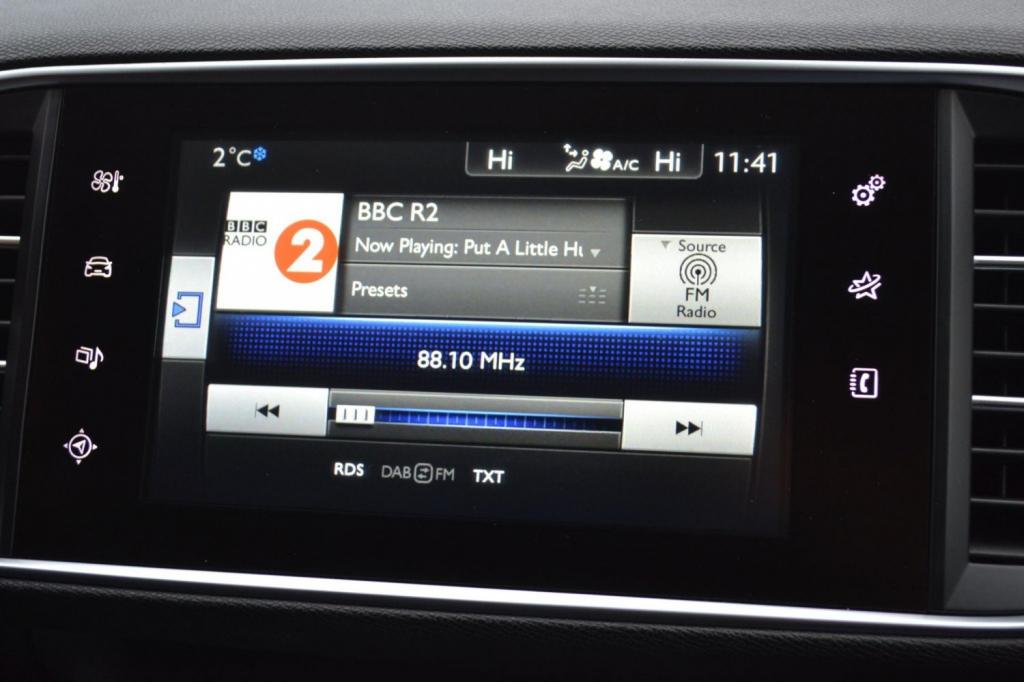 2°C
Hi A/C Hi
11:41
BBC
RADIO
2
BBC R2
Now Playing: Put A Little
Presets
Source
FM
Radio
88.10 MHz
RDS DAB FM TXT